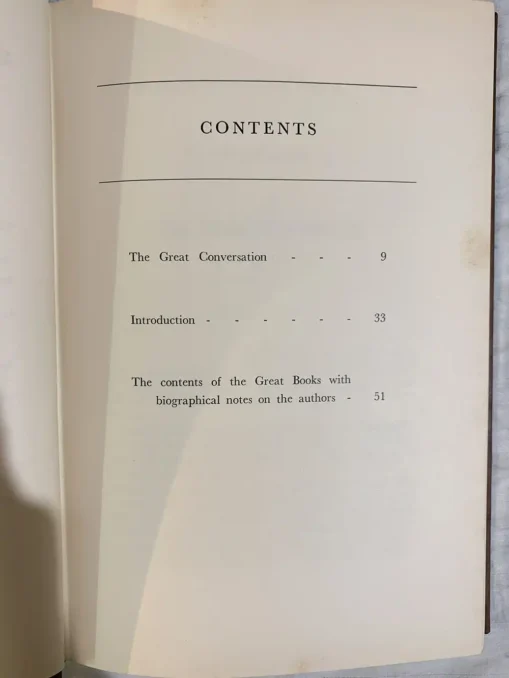 CONTENTS
The Great Conversation - - - 9
Introduction - - - - - - 33
The contents of the Great Books with
biographical notes on the authors - 51